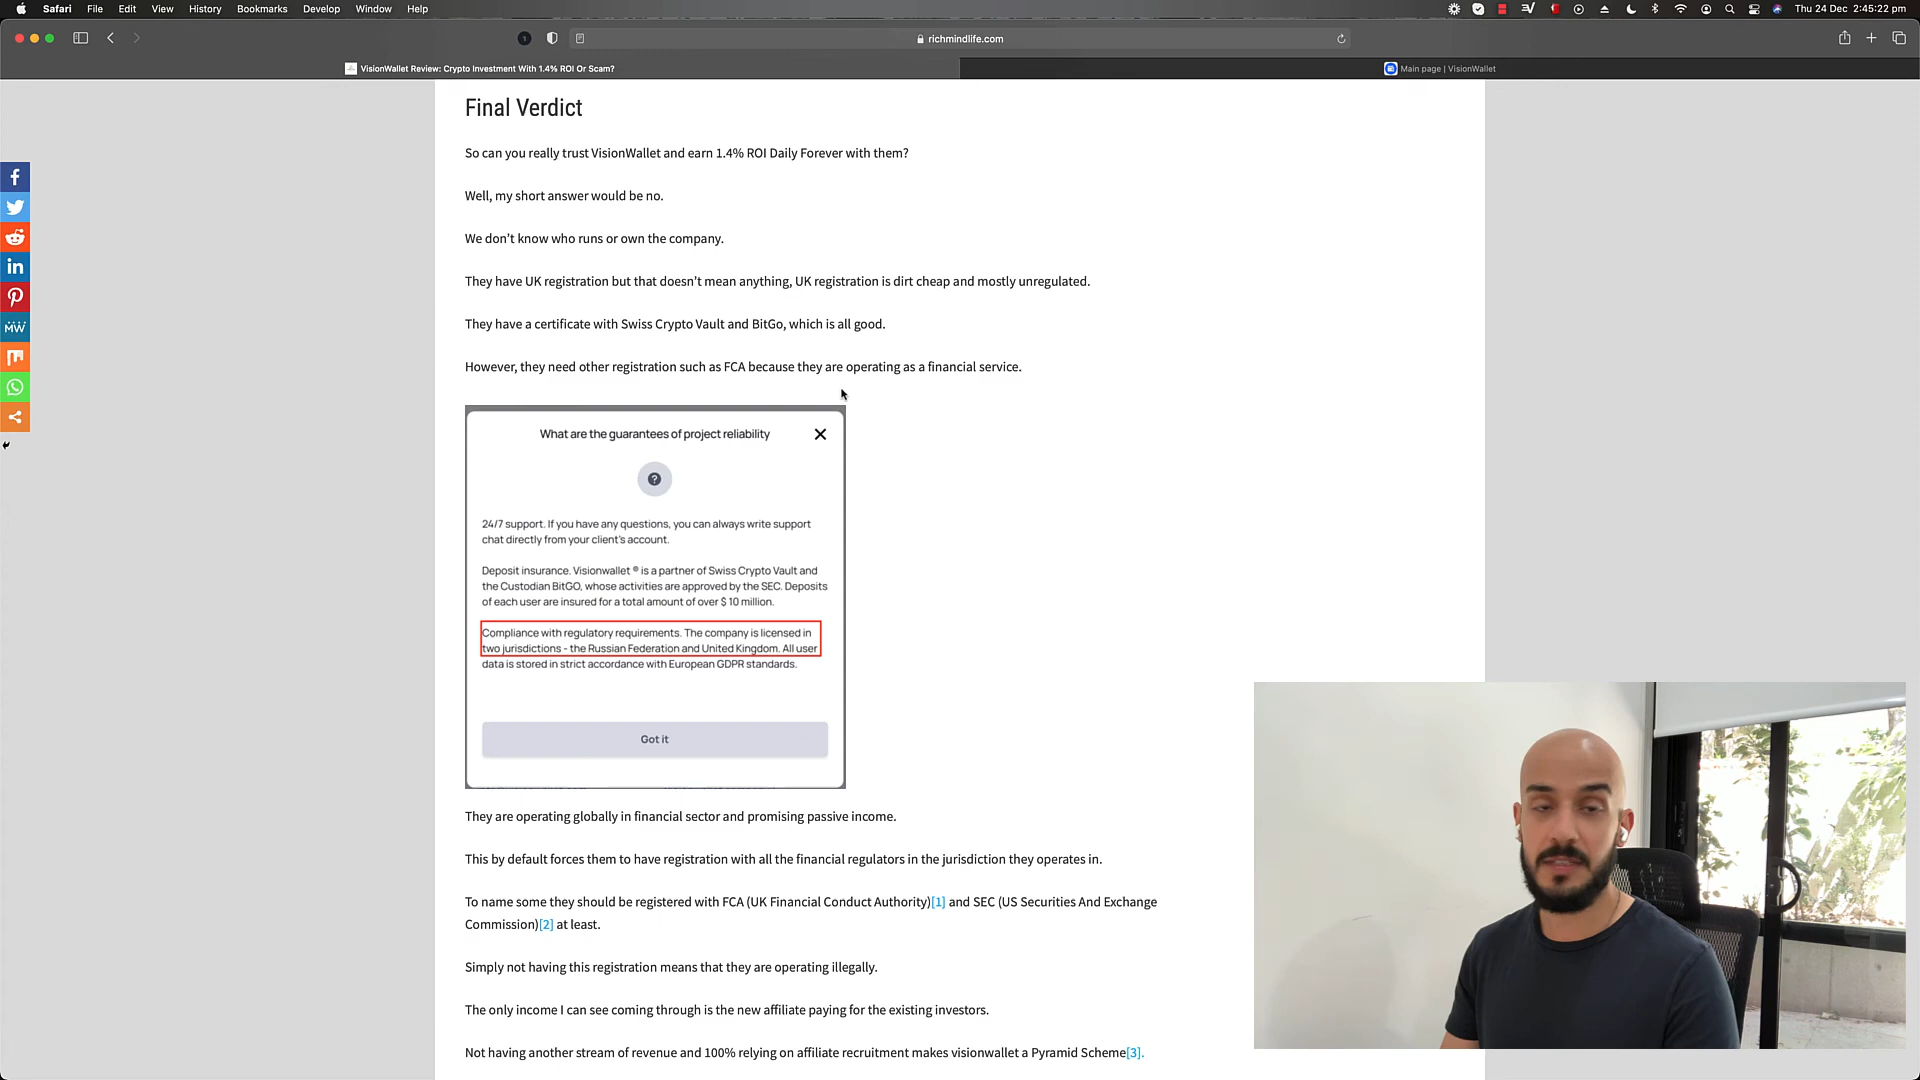 Safari File Edit View History Bookmarks Develop Window Help Thu 24 Dec 2:45:22 pm
richmindlife.com
VisionWallet Review: Crypto Investment With 1.4% ROI Or Scam? Main page | VisionWallet
Final Verdict
So can you really trust VisionWallet and earn 1.4% ROI Daily Forever with them?
Well, my short answer would be no.
We don’t know who runs or own the company.
They have UK registration but that doesn’t mean anything, UK registration is dirt cheap and mostly unregulated.
They have a certificate with Swiss Crypto Vault and BitGo, which is all good.
However, they need other registration such as FCA because they are operating as a financial service.
What are the guarantees of project reliability
24/7 support. If you have any questions, you can always write support
chat directly from your client's account.
Deposit insurance. Visionwallet ® is a partner of Swiss Crypto Vault and
the Custodian BitGO, whose activities are approved by the SEC. Deposits
of each user are insured for a total amount of over $ 10 million.
Compliance with regulatory requirements. The company is licensed in
two jurisdictions - the Russian Federation and United Kingdom. All user
data is stored in strict accordance with European GDPR standards.
Got it
They are operating globally in financial sector and promising passive income.
This by default forces them to have registration with all the financial regulators in the jurisdiction they operates in.
To name some they should be registered with FCA (UK Financial Conduct Authority)[1] and SEC (US Securities And Exchange
Commission)[2] at least.
Simply not having this registration means that they are operating illegally.
The only income I can see coming through is the new affiliate paying for the existing investors.
Not having another stream of revenue and 100% relying on affiliate recruitment makes visionwallet a Pyramid Scheme[3].